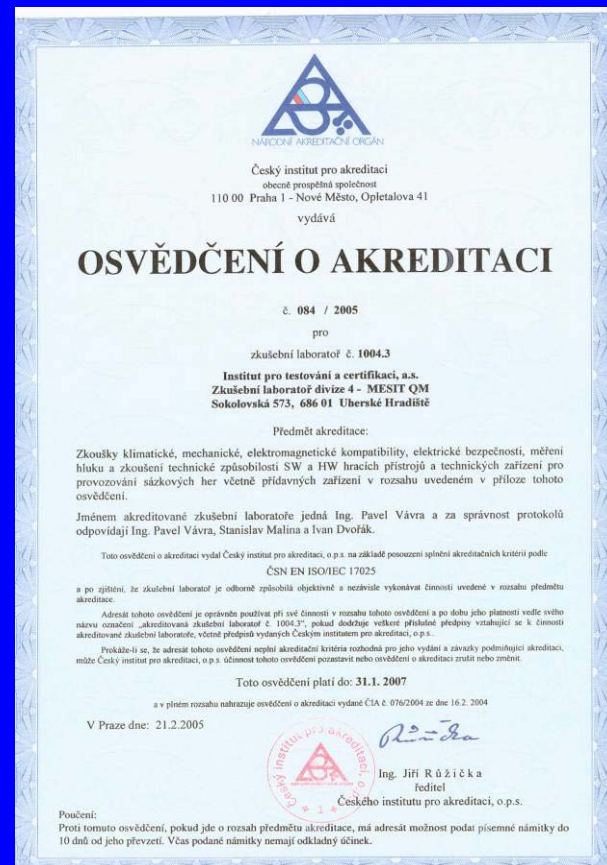 NÁRODNÍ AKREDITAČNÍ ORGÁN
Český institut pro akreditaci
obecně prospěšná společnost
110 00 Praha 1 - Nové Město, Opletalova 41
vydává
OSVĚDČENÍ O AKREDITACI
č. 084 / 2005
pro
zkušební laboratoř č. 1004.3
Institut pro testování a certifikaci, a.s.
Zkušební laboratoř divize 4 - MESIT QM
Sokolovská 573, 686 01 Uherské Hradiště
Předmět akreditace:
Zkoušky klimatické, mechanické, elektromagnetické kompatibility, elektrické bezpečnosti, měření
hluku a zkoušení technické způsobilosti SW a HW hracích přístrojů a technických zařízení pro
provozování sázkových her včetně přídavných zařízení v rozsahu uvedeném v příloze tohoto
osvědčení.
Jménem akreditované zkušební laboratoře jedná Ing. Pavel Vávra a za správnost protokolů
odpovídají Ing. Pavel Vávra, Stanislav Malina a Ivan Dvořák.
Toto osvědčení o akreditaci vydal Český institut pro akreditaci, o.p.s. na základě posouzení splnění akreditačních kritérií podle
ČSN EN ISO/IEC 17025
a po zjištění, že zkušební laboratoř je odborně způsobilá objektivně a nezávisle vykonávat činnosti uvedené v rozsahu předmětu
akreditace.
Adresát tohoto osvědčení je oprávněn používat při své činnosti v rozsahu tohoto osvědčení a po dobu jeho platnosti vedle svého
názvu označení „akreditovaná zkušební laboratoř č. 1004.3", pokud dodržuje veškeré příslušné předpisy vztahující se k činnosti
akreditované zkušební laboratoře, včetně předpisů vydaných Českým institutem pro akreditaci, o.p.s..
Prokáže-li se, že adresát tohoto osvědčení neplní akreditační kritéria rozhodná pro jeho vydání a závazky podmiňující akreditaci,
může Český institut pro akreditaci, o.p.s. účinnost tohoto osvědčení pozastavit nebo osvědčení o akreditaci zrušit nebo změnit.
Toto osvědčení platí do: 31.1. 2007
a v plném rozsahu nahrazuje osvědčení o akreditaci vydané ČIA č. 076/2004 ze dne 16.2. 2004
V Praze dne: 21.2.2005
Český institut pro akreditaci, o
1
Růžička
Ing. Jiří Růžička
ředitel
Českého institutu pro akreditaci, o.p.s.
Poučení:
Proti tomuto osvědčení, pokud jde o rozsah předmětu akreditace, má adresát možnost podat písemné námitky do
10 dnů od jeho převzetí. Včas podané námitky nemají odkladný účinek.